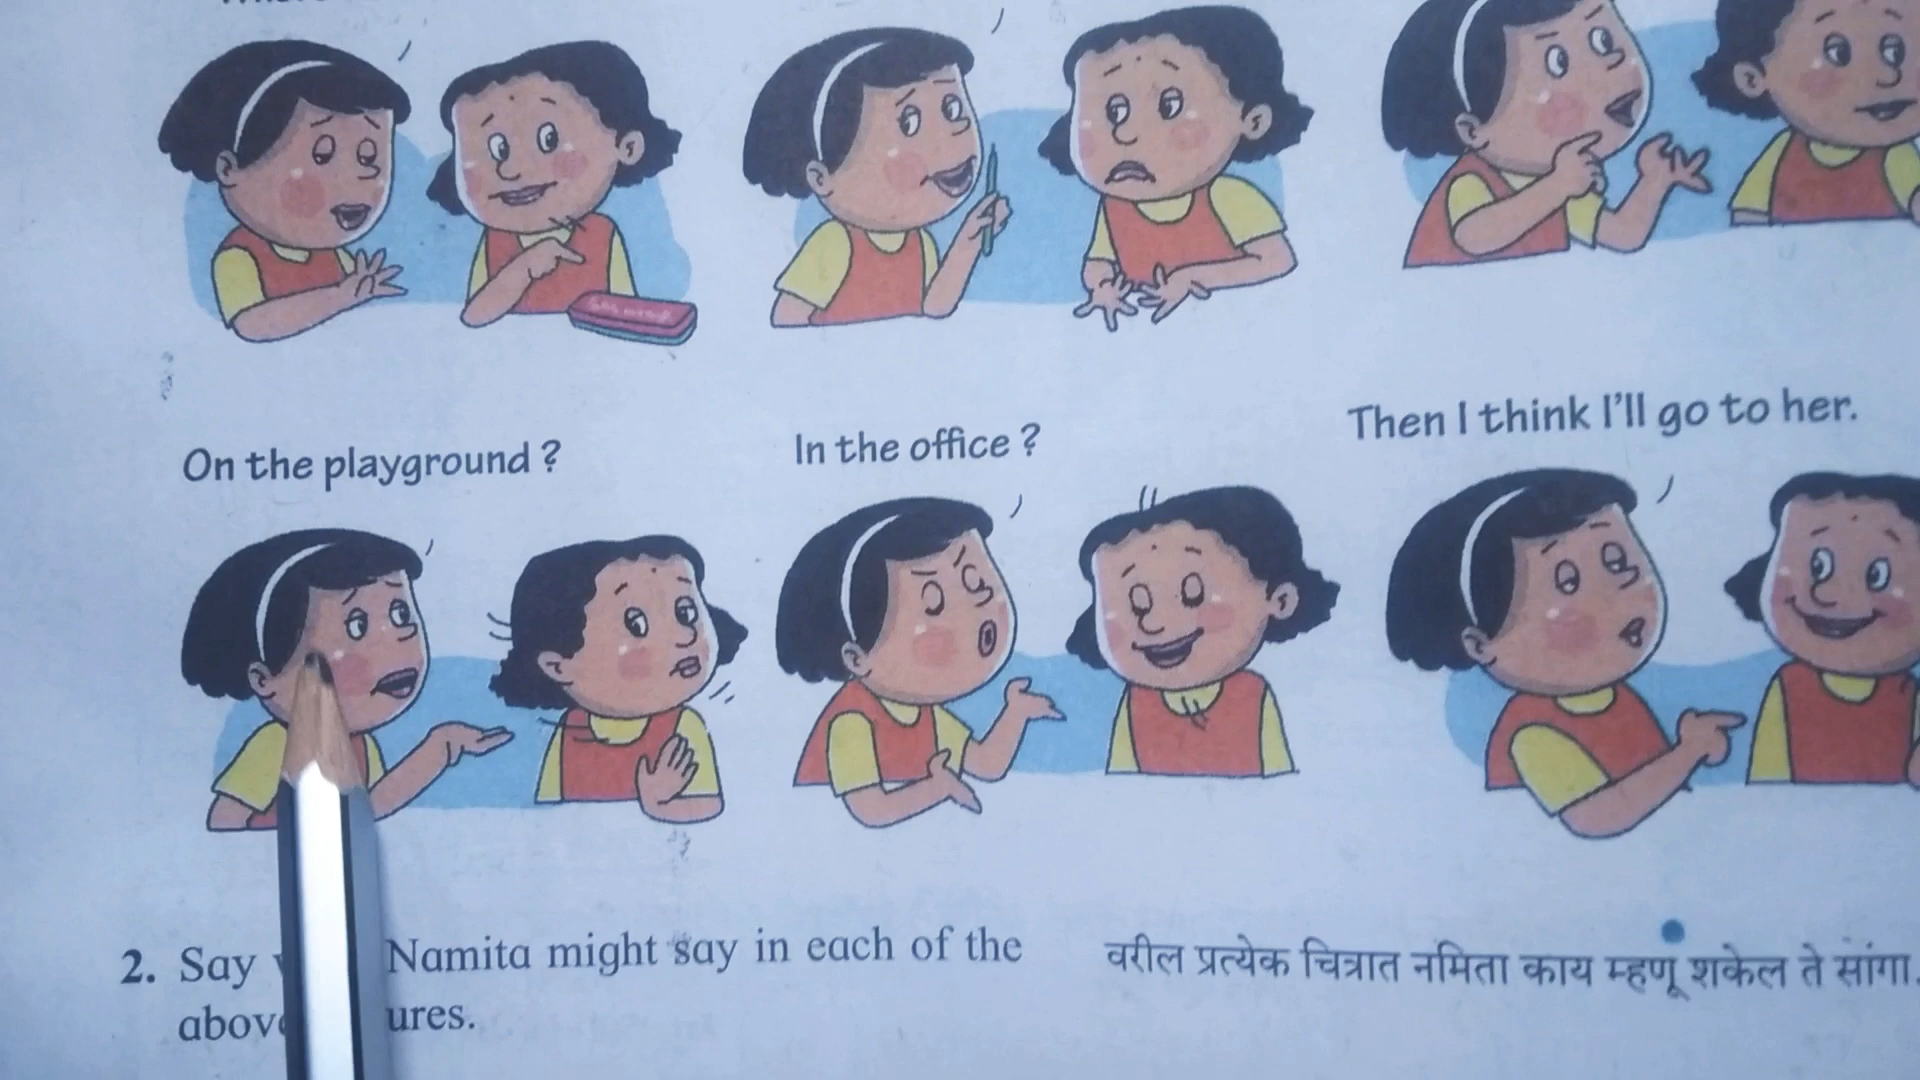 On the playground ?
In the office ?
Then I think I'll go to her.
2. Say Namita might say in each of the
ures.
वरील प्रत्येक चित्रात नमिता काय म्हणू शकेल ते सांगा.